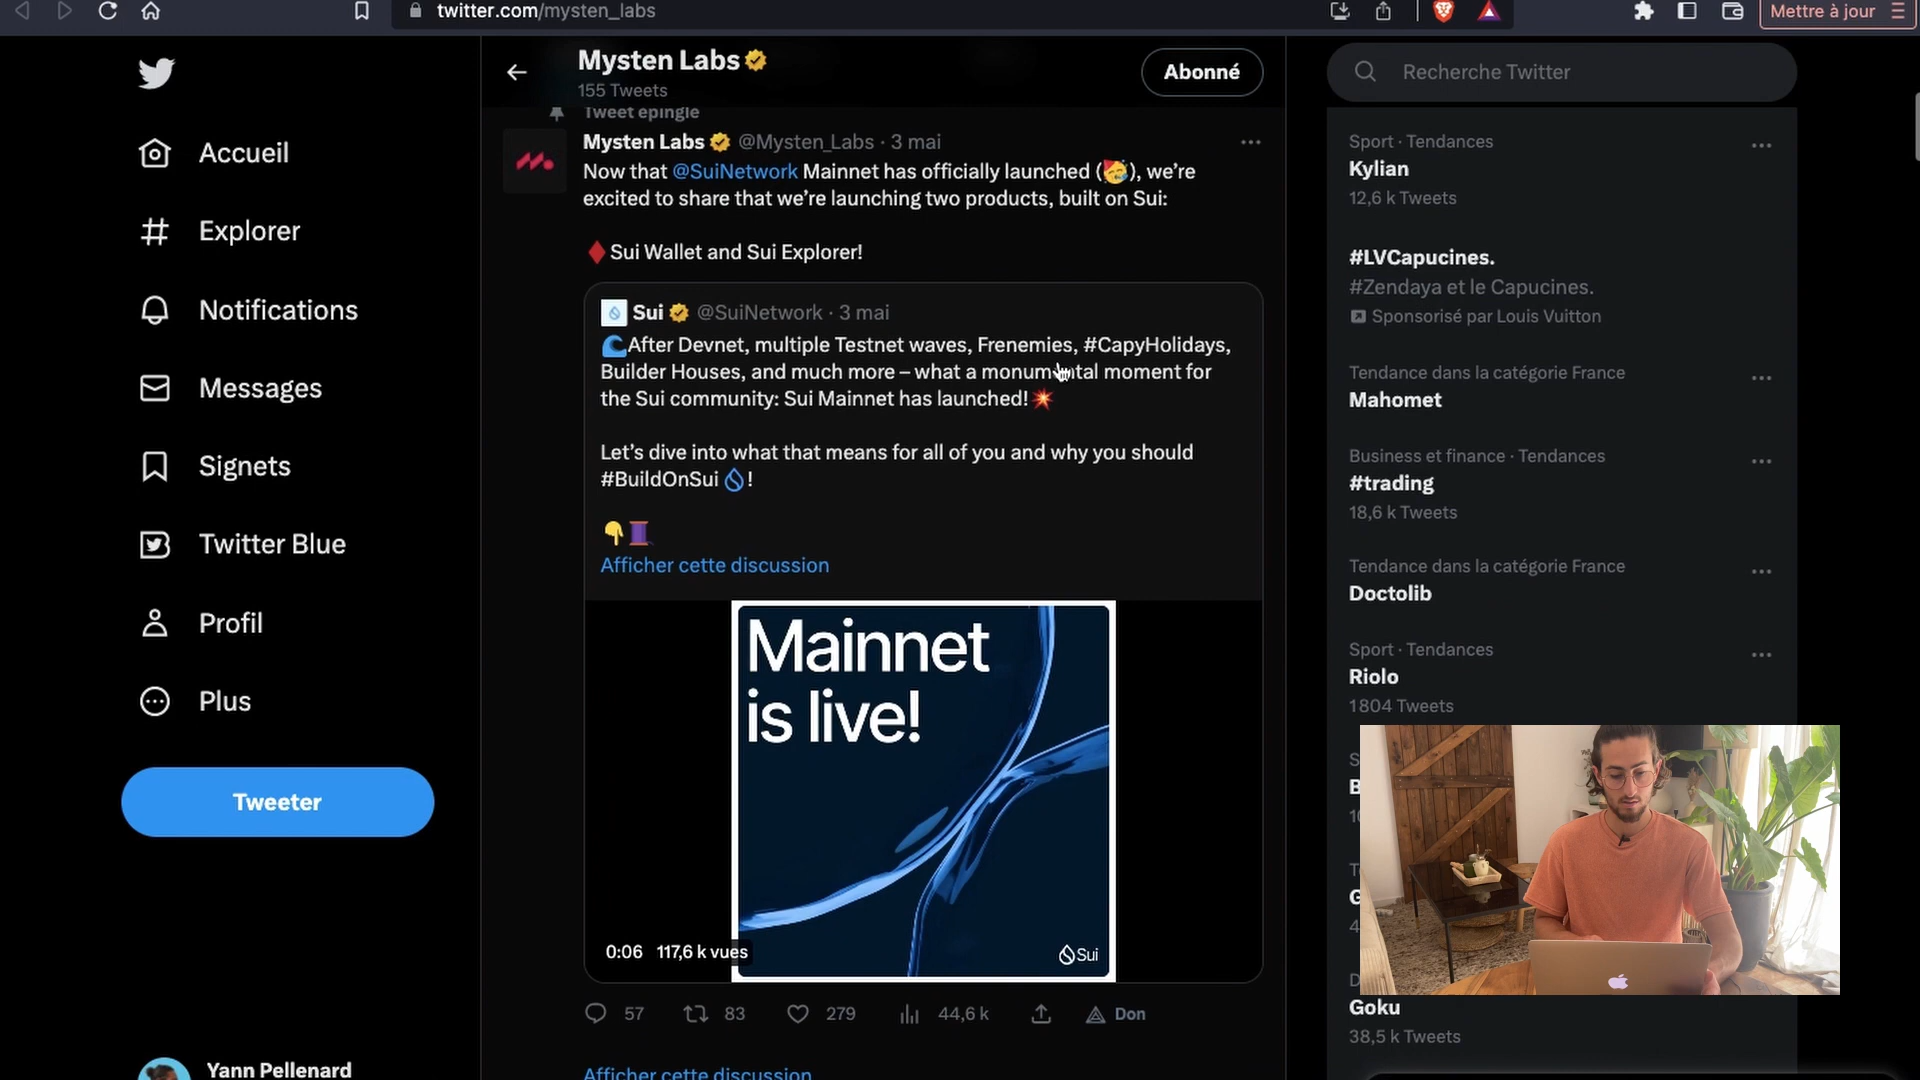 twitter.com/mysten_labs
Mettre à jour
Accueil
Explorer
Notifications
Messages
Signets
Twitter Blue
Profil
Plus
Tweeter
Yann Pellenard
Mysten Labs
155 Tweets
Abonné
Tweet épinglé
Mysten Labs @Mysten_Labs · 3 mai
Now that @SuiNetwork Mainnet has officially launched (🥳), we’re
excited to share that we’re launching two products, built on Sui:
♦️Sui Wallet and Sui Explorer!
Sui @SuiNetwork · 3 mai
🌊After Devnet, multiple Testnet waves, Frenemies, #CapyHolidays,
Builder Houses, and much more – what a monumental moment for
the Sui community: Sui Mainnet has launched!💥
Let’s dive into what that means for all of you and why you should
#BuildOnSui 💧!
👇🧵
Afficher cette discussion
Mainnet
is live!
0:06 117,6 k vues
Sui
57 83 279 44,6 k Don
Afficher cette discussion
Recherche Twitter
Sport · Tendances
Kylian
12,6 k Tweets
#LVCapucines.
#Zendaya et le Capucines.
Sponsorisé par Louis Vuitton
Tendance dans la catégorie France
Mahomet
Business et finance · Tendances
#trading
18,6 k Tweets
Tendance dans la catégorie France
Doctolib
Sport · Tendances
Riolo
1 804 Tweets
Goku
38,5 k Tweets